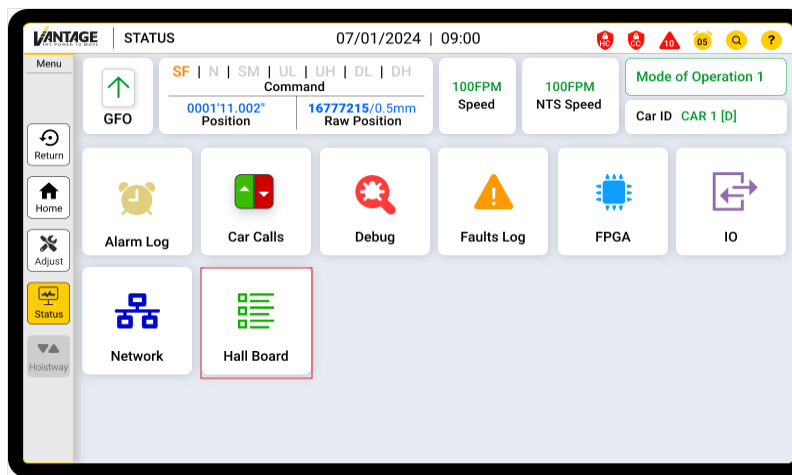 VANTAGE
THE POWER TO MOVE
STATUS
07/01/2024 | 09:00
HC
CC
10
05
?
Menu
Return
Home
Adjust
Status
Hoistway
GFO
SF | N | SM | UL | UH | DL | DH
Command
0001'11.002"
Position
16777215/0.5mm
Raw Position
100FPM
Speed
100FPM
NTS Speed
Mode of Operation 1
Car ID CAR 1 [D]
Alarm Log
Car Calls
Debug
Faults Log
FPGA
IO
Network
Hall Board